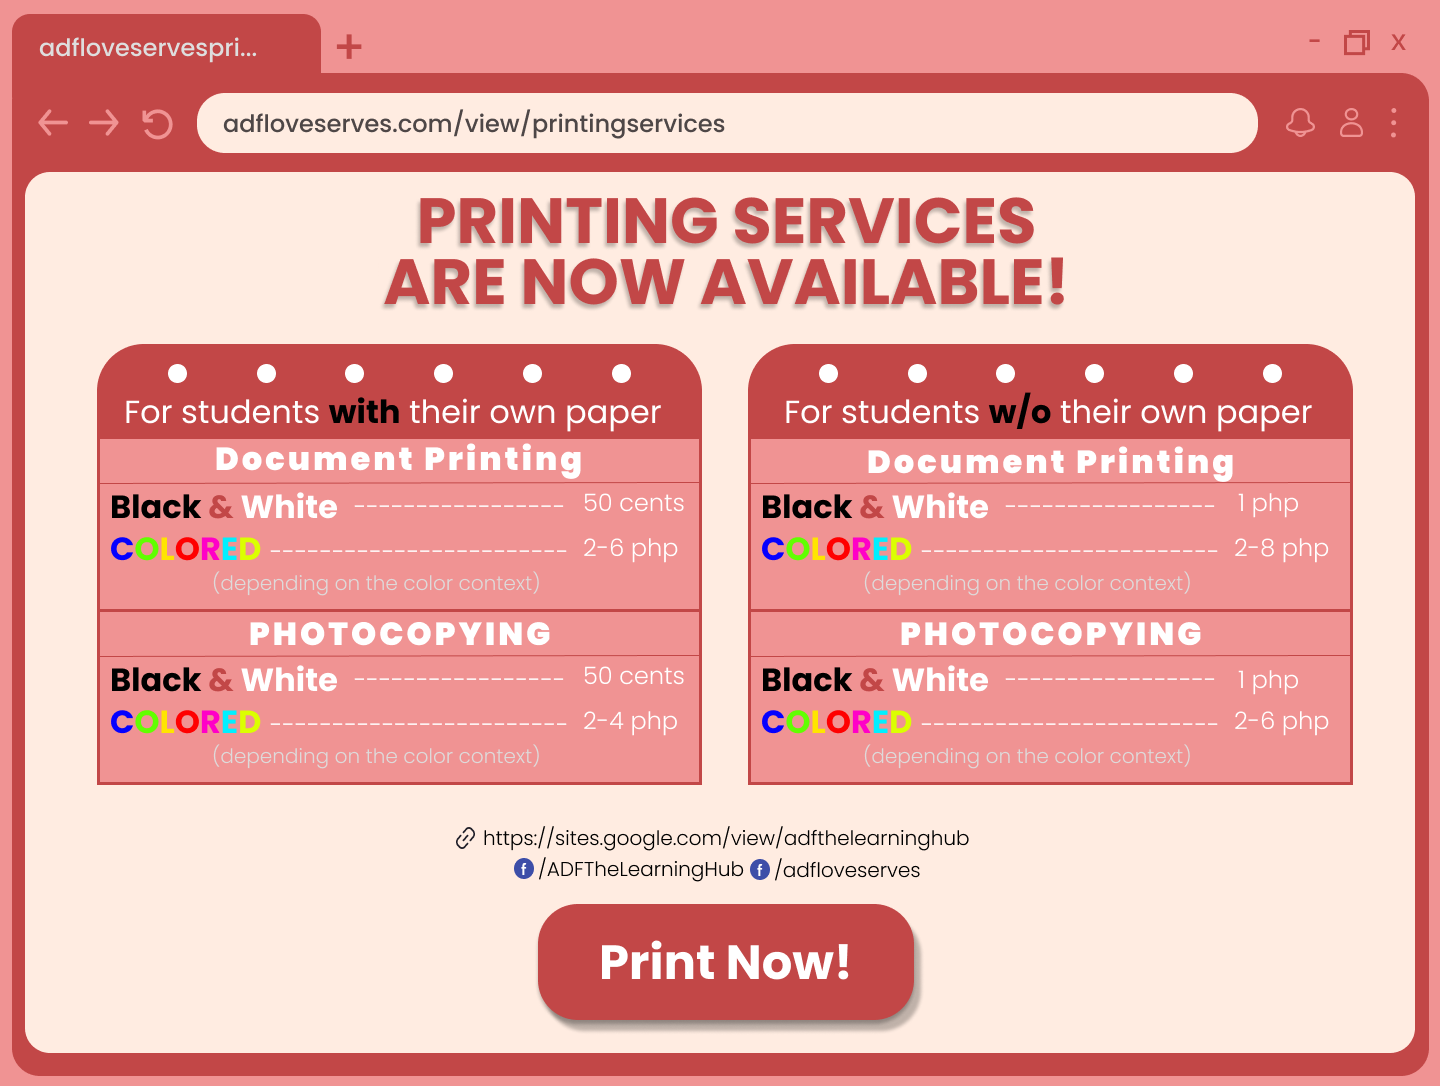 adfloveservespri...
+
- x
adfloveserves.com/view/printingservices
PRINTING SERVICES
ARE NOW AVAILABLE!
For students with their own paper
Document Printing
Black & White ----------------- 50 cents
COLORED ------------------------ 2-6 php
(depending on the color context)
PHOTOCOPYING
Black & White ----------------- 50 cents
COLORED ------------------------ 2-4 php
(depending on the color context)
For students w/o their own paper
Document Printing
Black & White ----------------- 1 php
COLORED ------------------------ 2-8 php
(depending on the color context)
PHOTOCOPYING
Black & White ----------------- 1 php
COLORED ------------------------ 2-6 php
(depending on the color context)
https://sites.google.com/view/adfthelearninghub
f /ADFTheLearningHub f /adfloveserves
Print Now!